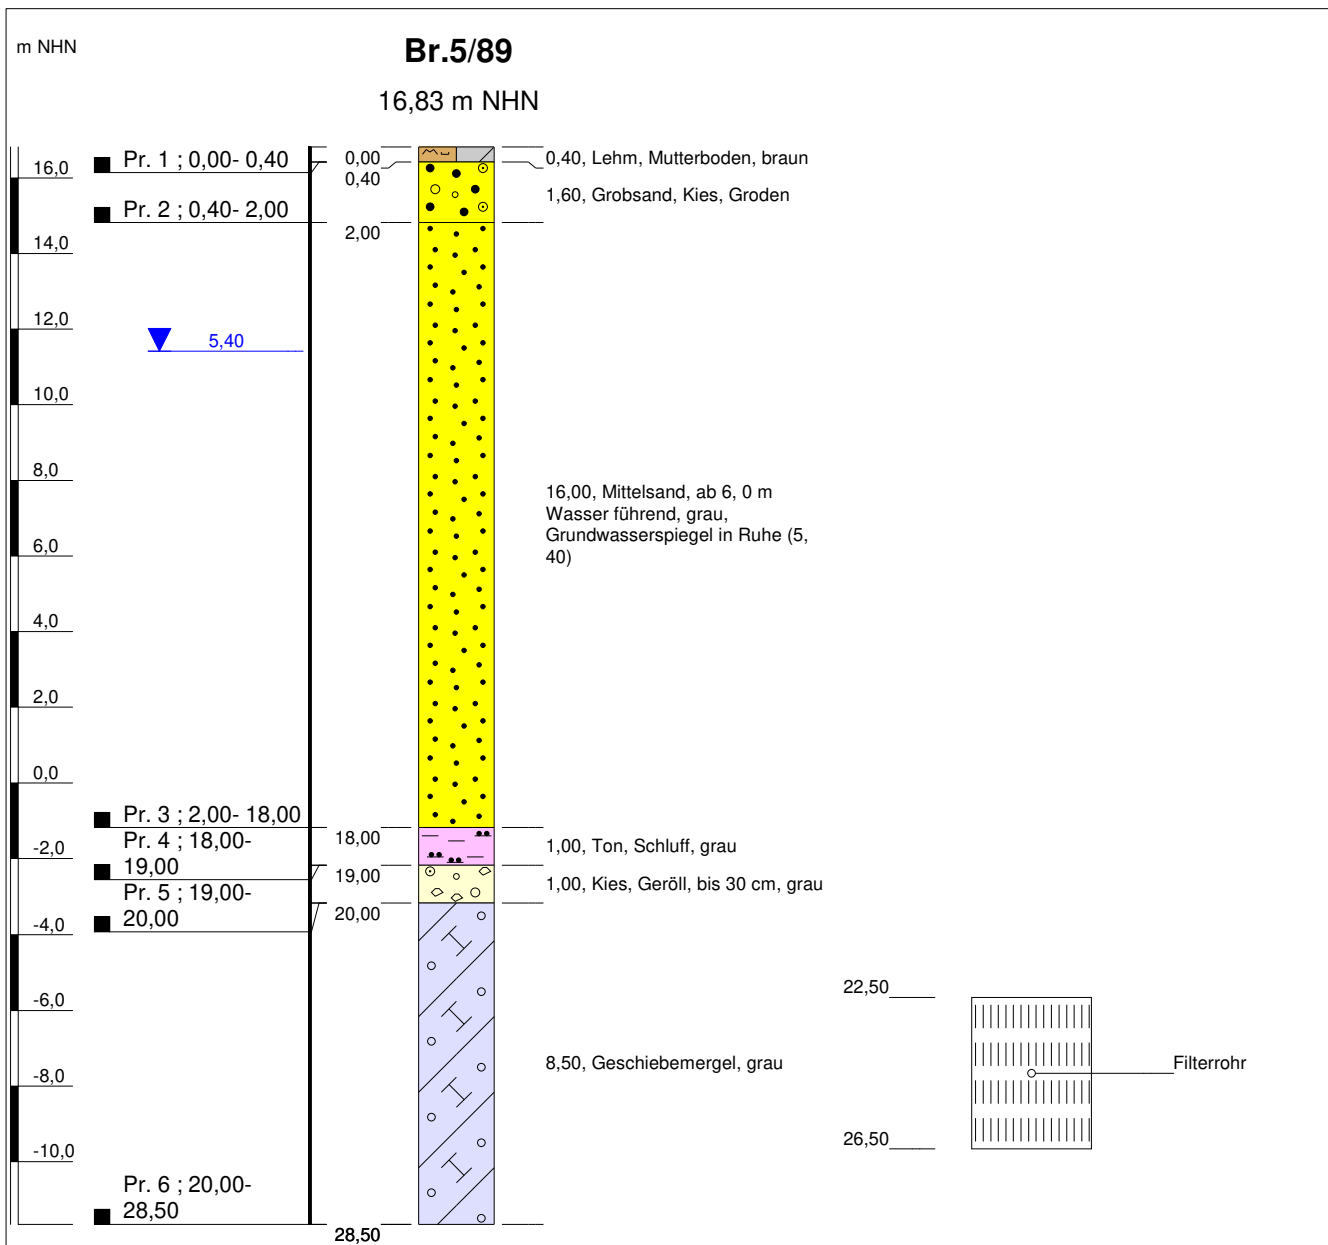 m NHN
Br.5/89
16,83 m NHN
16,0
14,0
12,0
10,0
8,0
6,0
4,0
2,0
0,0
-2,0
-4,0
-6,0
-8,0
-10,0
Pr. 1 ; 0,00- 0,40
Pr. 2 ; 0,40- 2,00
5,40
Pr. 3 ; 2,00- 18,00
Pr. 4 ; 18,00-
19,00
Pr. 5 ; 19,00-
20,00
Pr. 6 ; 20,00-
28,50
0,00
0,40
2,00
18,00
19,00
20,00
28,50
0,40, Lehm, Mutterboden, braun
1,60, Grobsand, Kies, Groden
16,00, Mittelsand, ab 6, 0 m
Wasser führend, grau,
Grundwasserspiegel in Ruhe (5,
40)
1,00, Ton, Schluff, grau
1,00, Kies, Geröll, bis 30 cm, grau
8,50, Geschiebemergel, grau
22,50
Filterrohr
26,50